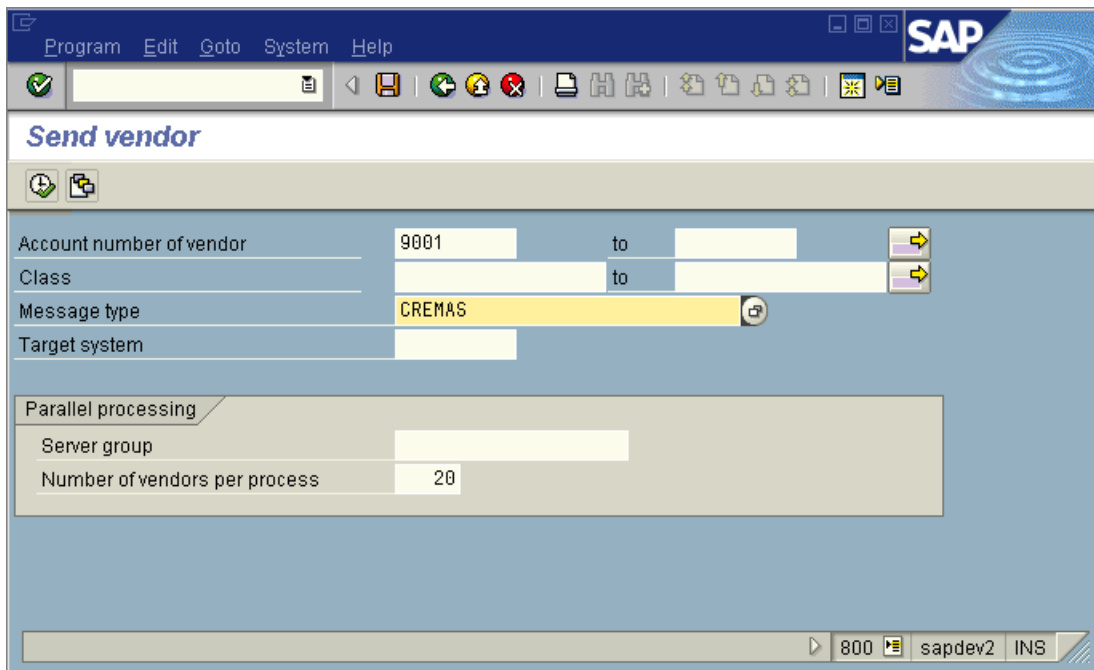 Program Edit Goto System Help
SAP
Send vendor
Account number of vendor 9001 to
Class to
Message type CREMAS
Target system
Parallel processing
Server group
Number of vendors per process 20
800 sapdev2 INS